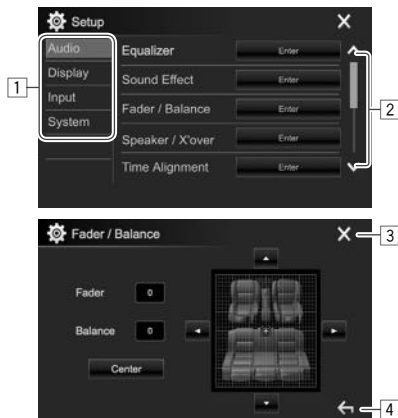 Setup
Audio
Display
Input
System
Equalizer Enter
Sound Effect Enter
Fader / Balance Enter
Speaker / X'over Enter
Time Alignment Enter
1
2
Fader / Balance
3
Fader 0
Balance 0
Center
4